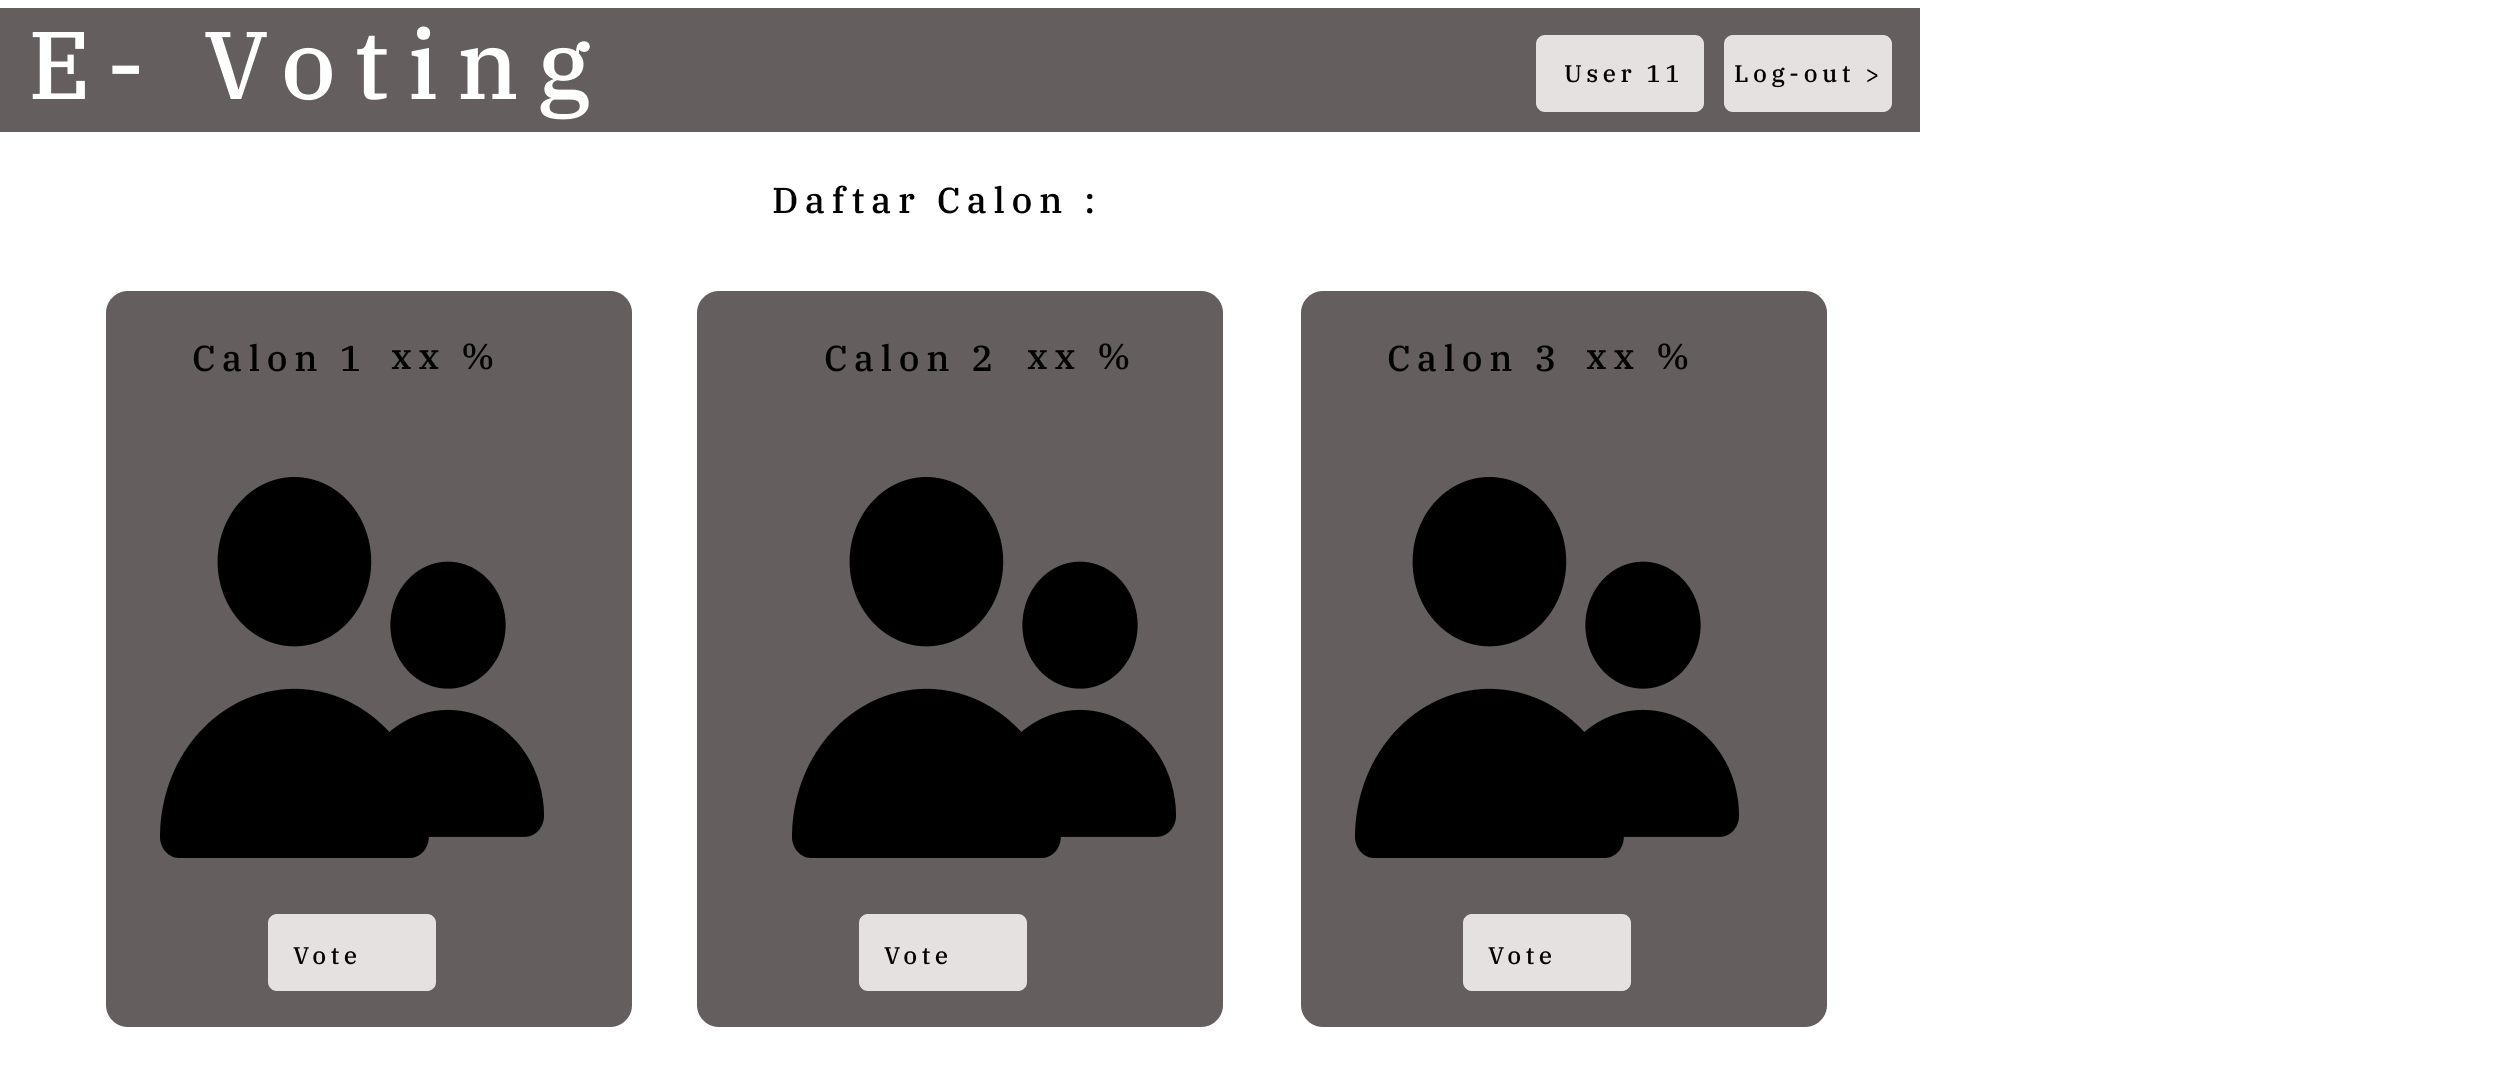 E- Voting
User 11
Log-out >
Daftar Calon :
Calon 1 xx %
Calon 2 xx %
Calon 3 xx %
Vote
Vote
Vote